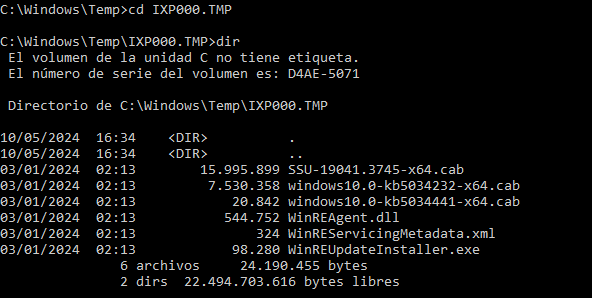 C:\Windows\Temp>cd IXP000.TMP
C:\Windows\Temp\IXP000.TMP>dir
El volumen de la unidad C no tiene etiqueta.
El número de serie del volumen es: D4AE-5071
Directorio de C:\Windows\Temp\IXP000.TMP
10/05/2024  16:34    <DIR>          .
10/05/2024  16:34    <DIR>          ..
03/01/2024  02:13        15.995.899 SSU-19041.3745-x64.cab
03/01/2024  02:13         7.530.358 windows10.0-kb5034232-x64.cab
03/01/2024  02:13            20.842 windows10.0-kb5034441-x64.cab
03/01/2024  02:13           544.752 WinREAgent.dll
03/01/2024  02:13               324 WinREServicingMetadata.xml
03/01/2024  02:13            98.280 WinREUpdateInstaller.exe
6 archivos     24.190.455 bytes
2 dirs  22.494.703.616 bytes libres